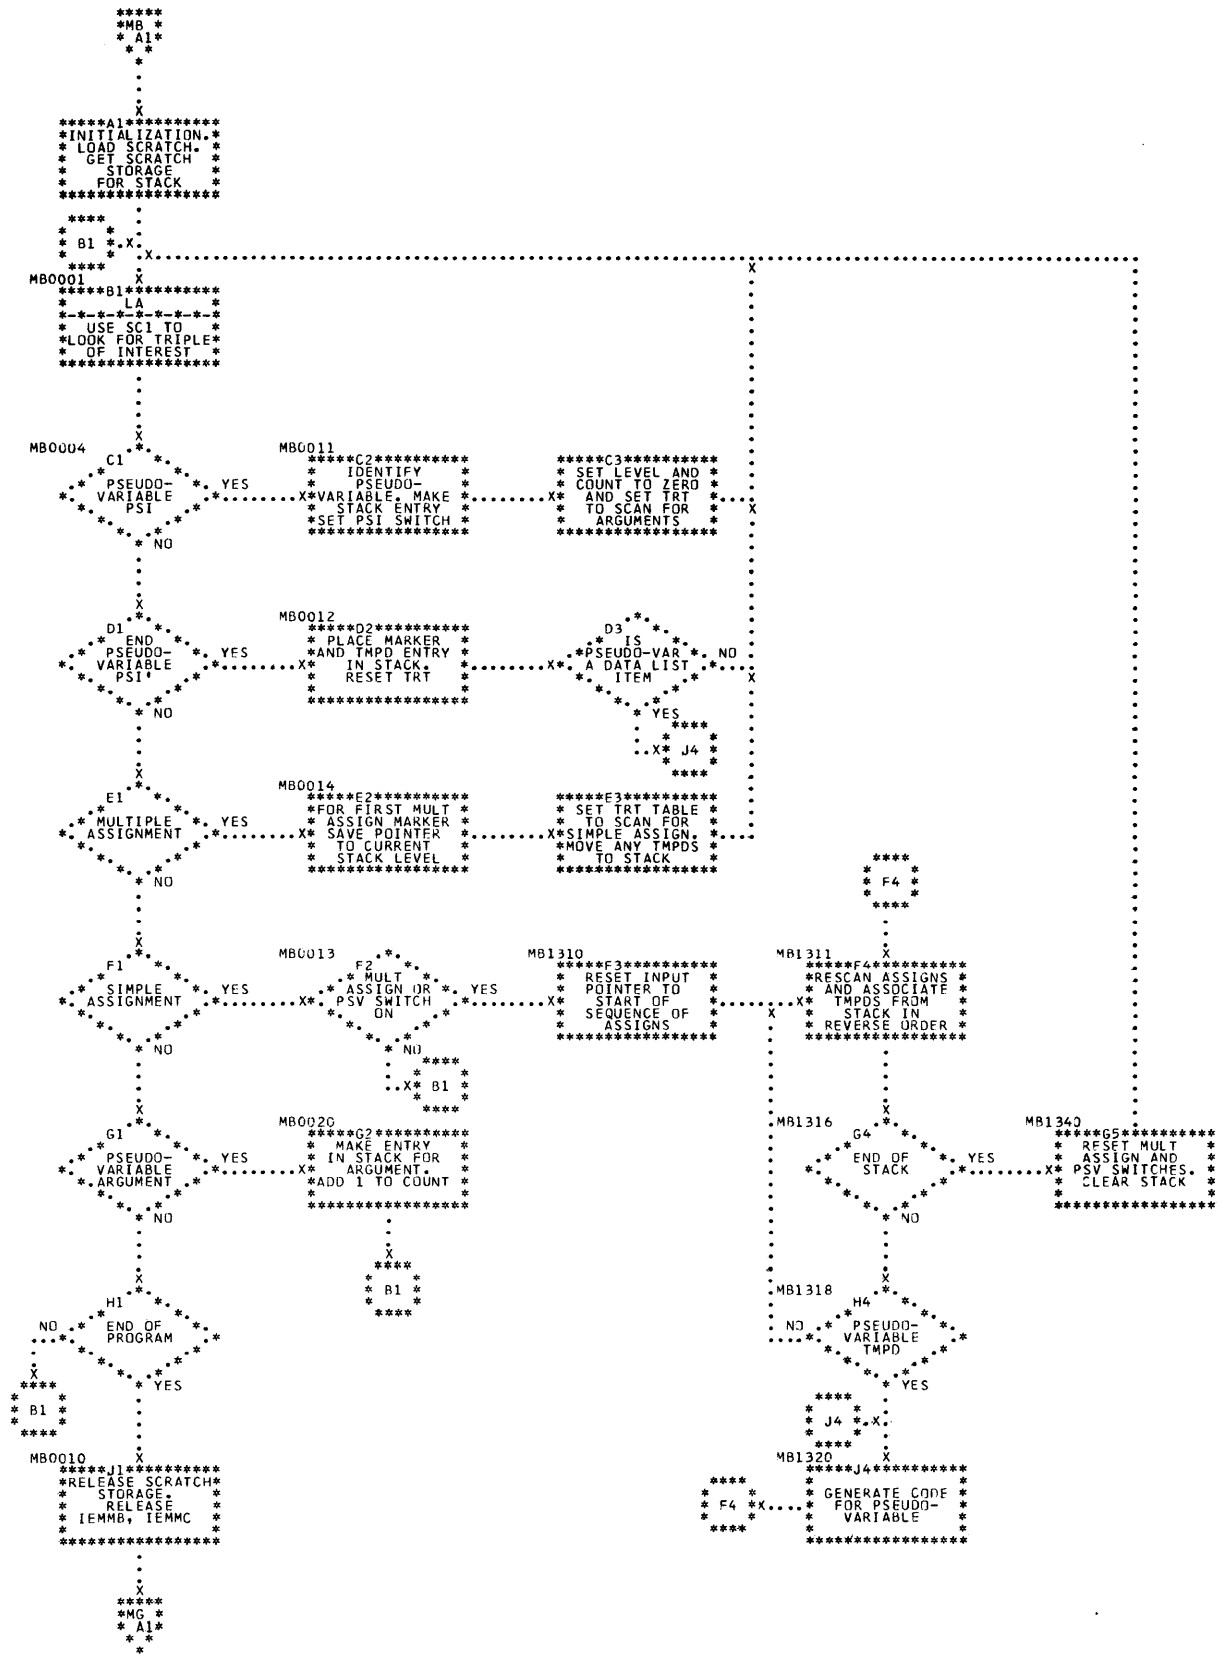 MB
A1
A1
INITIALIZATION.
LOAD SCRATCH.
GET SCRATCH
STORAGE
FOR STACK
B1
MB0001
B1
LA
USE SC1 TO
LOOK FOR TRIPLE
OF INTEREST
MB0004
C1
PSEUDO-
VARIABLE
PSI
YES
NO
MB0011
C2
IDENTIFY
PSEUDO-
VARIABLE. MAKE
STACK ENTRY
SET PSI SWITCH
C3
SET LEVEL AND
COUNT TO ZERO
AND SET TRT
TO SCAN FOR
ARGUMENTS
D1
END
PSEUDO-
VARIABLE
PSI'
YES
NO
MB0012
D2
PLACE MARKER
AND TMPD ENTRY
IN STACK.
RESET TRT
D3
IS
PSEUDO-VAR
A DATA LIST
ITEM
NO
YES
J4
E1
MULTIPLE
ASSIGNMENT
YES
NO
MB0014
E2
FOR FIRST MULT
ASSIGN MARKER
SAVE POINTER
TO CURRENT
STACK LEVEL
E3
SET TRT TABLE
TO SCAN FOR
SIMPLE ASSIGN.
MOVE ANY TMPDS
TO STACK
F4
F1
SIMPLE
ASSIGNMENT
YES
NO
MB0013
F2
MULT
ASSIGN OR
PSV SWITCH
ON
YES
NO
B1
MB1310
F3
RESET INPUT
POINTER TO
START OF
SEQUENCE OF
ASSIGNS
MB1311
F4
RESCAN ASSIGNS
AND ASSOCIATE
TMPDS FROM
STACK IN
REVERSE ORDER
G1
PSEUDO-
VARIABLE
ARGUMENT
YES
NO
MB0020
G2
MAKE ENTRY
IN STACK FOR
ARGUMENT.
ADD 1 TO COUNT
B1
MB1316
G4
END OF
STACK
YES
NO
MB1340
G5
RESET MULT
ASSIGN AND
PSV SWITCHES.
CLEAR STACK
H1
END OF
PROGRAM
NO
YES
B1
MB1318
H4
PSEUDO-
VARIABLE
TMPD
NO
YES
J4
MB0010
J1
RELEASE SCRATCH
STORAGE.
RELEASE
IEMMB, IEMMC
F4
MB1320
J4
GENERATE CODE
FOR PSEUDO-
VARIABLE
MG
A1